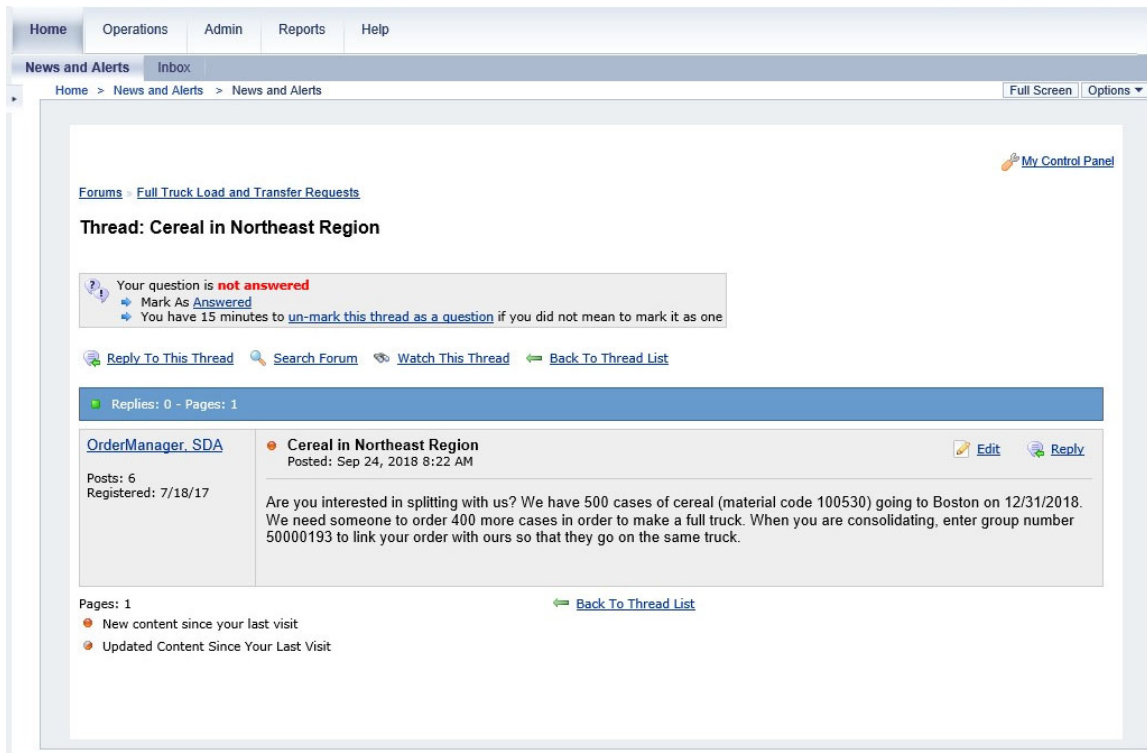 Home Operations Admin Reports Help
News and Alerts Inbox
Home > News and Alerts > News and Alerts Full Screen Options
My Control Panel
Forums » Full Truck Load and Transfer Requests
Thread: Cereal in Northeast Region
Your question is not answered
Mark As Answered
You have 15 minutes to un-mark this thread as a question if you did not mean to mark it as one
Reply To This Thread Search Forum Watch This Thread Back To Thread List
Replies: 0 - Pages: 1
OrderManager, SDA
Posts: 6
Registered: 7/18/17
Cereal in Northeast Region Edit Reply
Posted: Sep 24, 2018 8:22 AM
Are you interested in splitting with us? We have 500 cases of cereal (material code 100530) going to Boston on 12/31/2018.
We need someone to order 400 more cases in order to make a full truck. When you are consolidating, enter group number
50000193 to link your order with ours so that they go on the same truck.
Pages: 1 Back To Thread List
New content since your last visit
Updated Content Since Your Last Visit